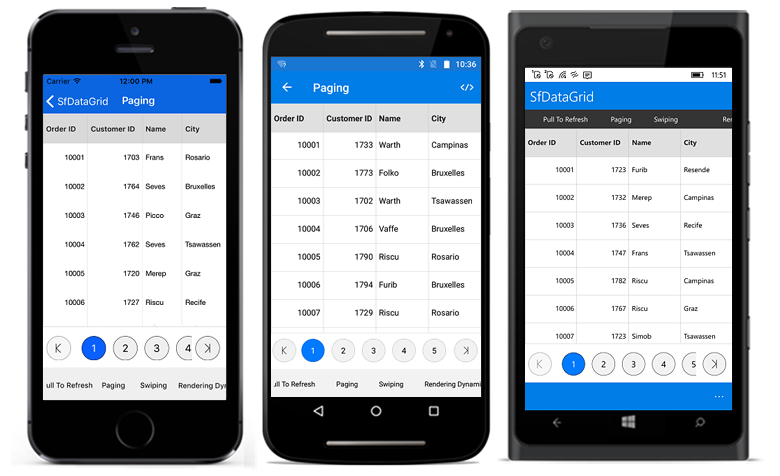 Carrier 12:00 PM
SfDataGrid Paging
Order ID Customer ID Name City
10001 1703 Frans Rosario
10002 1764 Seves Bruxelles
10003 1746 Picco Graz
10004 1762 Seves Tsawassen
10005 1720 Merep Graz
10006 1727 Riscu Recife
1 2 3 4
ull To Refresh Paging Swiping Rendering Dyn
10:36
Paging </>
Order ID Customer ID Name City
10001 1733 Warth Campinas
10002 1773 Folko Bruxelles
10003 1702 Warth Tsawassen
10004 1706 Vaffe Bruxelles
10005 1790 Riscu Rosario
10006 1794 Furib Bruxelles
10007 1729 Riscu Rosario
1 2 3 4 5
ull To Refresh Paging Swiping Rendering Dynami
11:51
SfDataGrid
Pull To Refresh Paging Swiping Rer
Order ID Customer ID Name City
10001 1723 Furib Resende
10002 1732 Merep Campinas
10003 1736 Seves Recife
10004 1747 Frans Tsawassen
10005 1782 Riscu Campinas
10006 1767 Riscu Graz
10007 1723 Simob Tsawassen
1 2 3 4 5
...